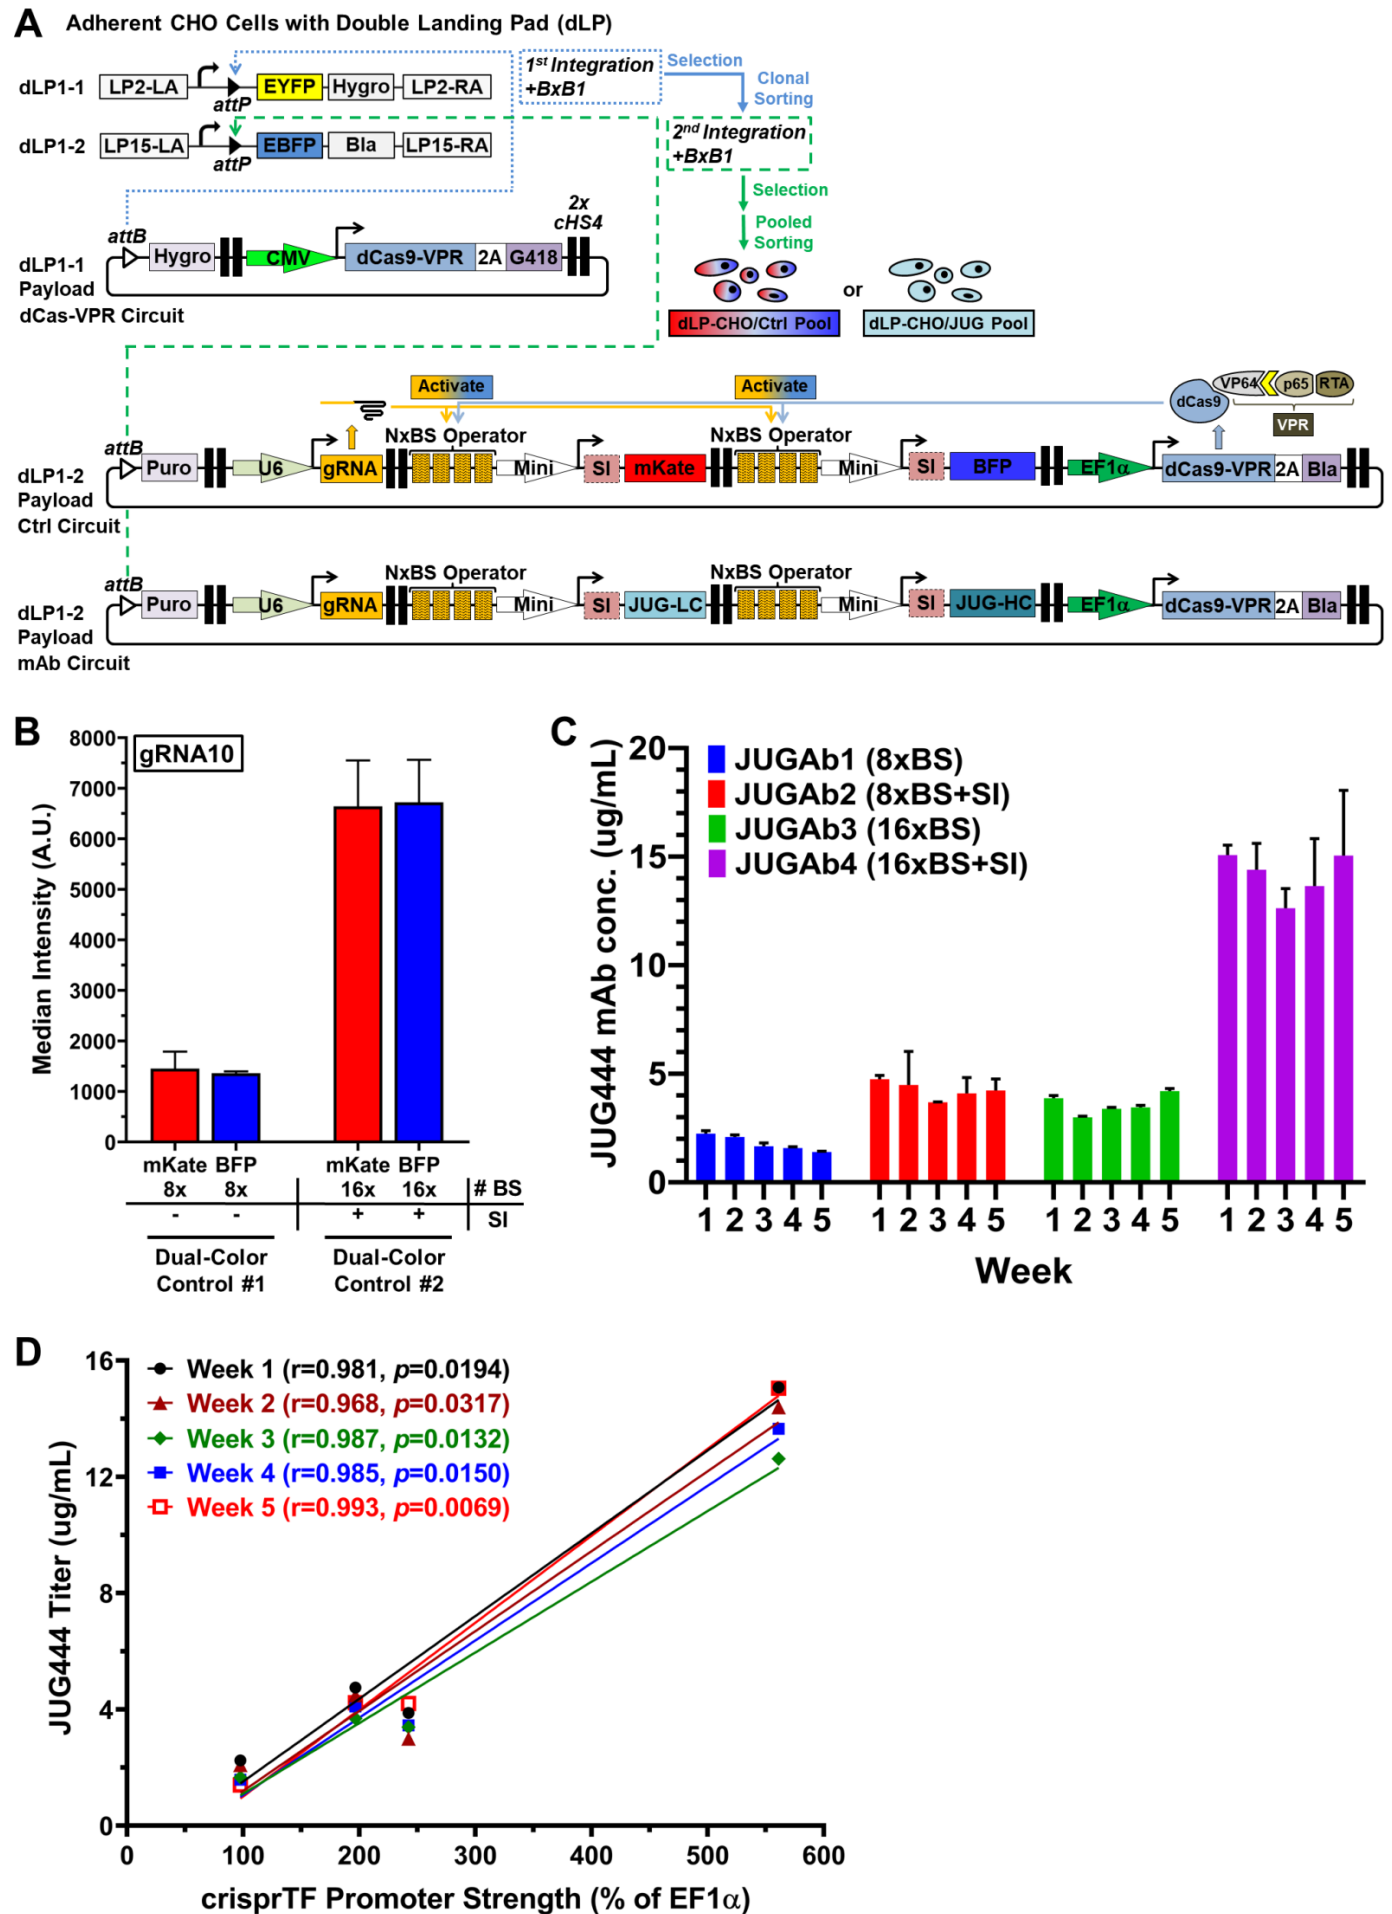 A Adherent CHO Cells with Double Landing Pad (dLP)
dLP1-1 LP2-LA attP EYFP Hygro LP2-RA
dLP1-2 LP15-LA attP EBFP Bla LP15-RA
1st Integration
+BxB1
Selection
Clonal
Sorting
2nd Integration
+BxB1
Selection
Pooled
Sorting
dLP-CHO/Ctrl Pool or dLP-CHO/JUG Pool
2x
cHS4
attB Hygro CMV dCas9-VPR 2A G418
dLP1-1
Payload
dCas-VPR Circuit
Activate Activate
dCas9 VP64 p65 RTA
VPR
NxBS Operator NxBS Operator
attB Puro U6 gRNA Mini SI mKate Mini SI BFP EF1α dCas9-VPR 2A Bla
dLP1-2
Payload
Ctrl Circuit
NxBS Operator NxBS Operator
attB Puro U6 gRNA Mini SI JUG-LC Mini SI JUG-HC EF1α dCas9-VPR 2A Bla
dLP1-2
Payload
mAb Circuit
B
gRNA10
Median Intensity (A.U.)
8000
7000
6000
5000
4000
3000
2000
1000
0
mKate BFP mKate BFP
8x 8x 16x 16x # BS
- - + + SI
Dual-Color
Control #1
Dual-Color
Control #2
C
JUG444 mAb conc. (ug/mL)
20
15
10
5
0
JUGAb1 (8xBS)
JUGAb2 (8xBS+SI)
JUGAb3 (16xBS)
JUGAb4 (16xBS+SI)
1 2 3 4 5 1 2 3 4 5 1 2 3 4 5 1 2 3 4 5
Week
D
JUG444 Titer (ug/mL)
16
12
8
4
0
Week 1 (r=0.981, p=0.0194)
Week 2 (r=0.968, p=0.0317)
Week 3 (r=0.987, p=0.0132)
Week 4 (r=0.985, p=0.0150)
Week 5 (r=0.993, p=0.0069)
0 100 200 300 400 500 600
crisprTF Promoter Strength (% of EF1α)